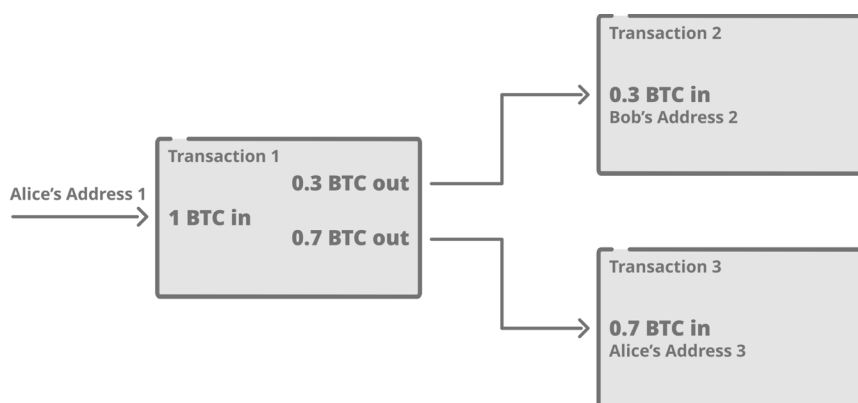 Transaction 2
0.3 BTC in
Bob's Address 2
Transaction 1
0.3 BTC out
Alice's Address 1
1 BTC in
0.7 BTC out
Transaction 3
0.7 BTC in
Alice's Address 3